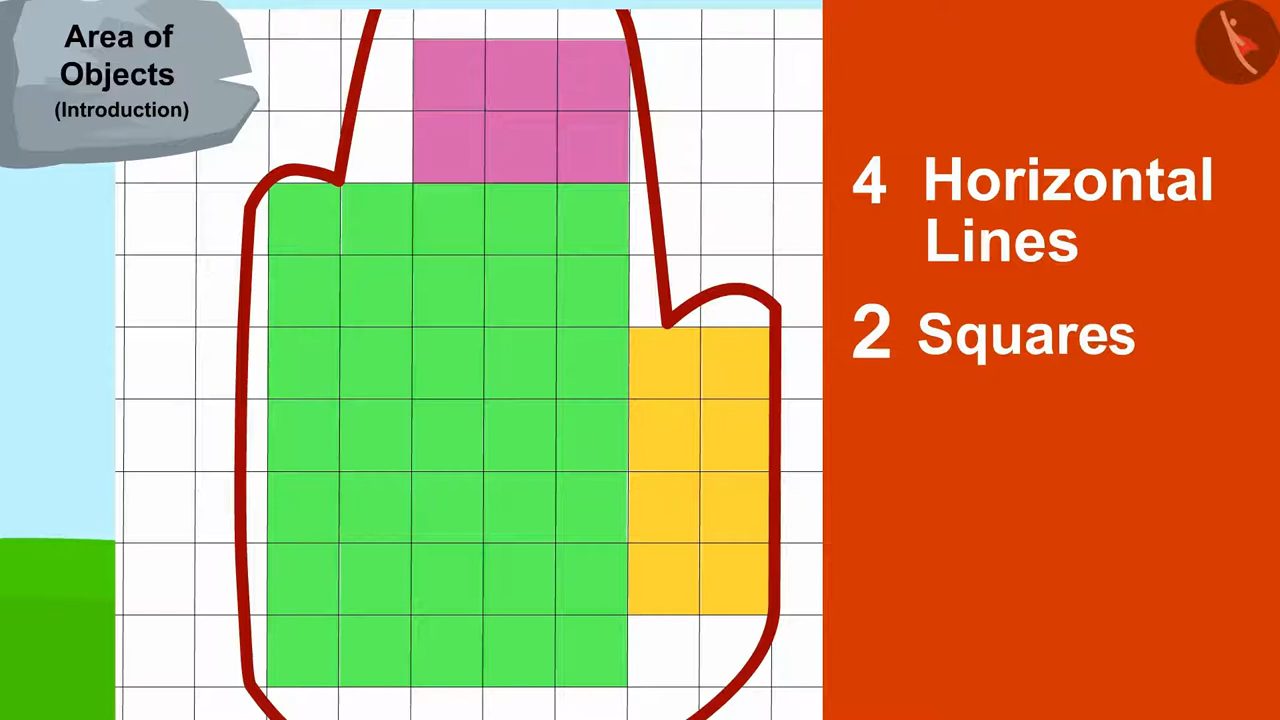 Area of
Objects
(Introduction)
4 Horizontal
Lines
2 Squares